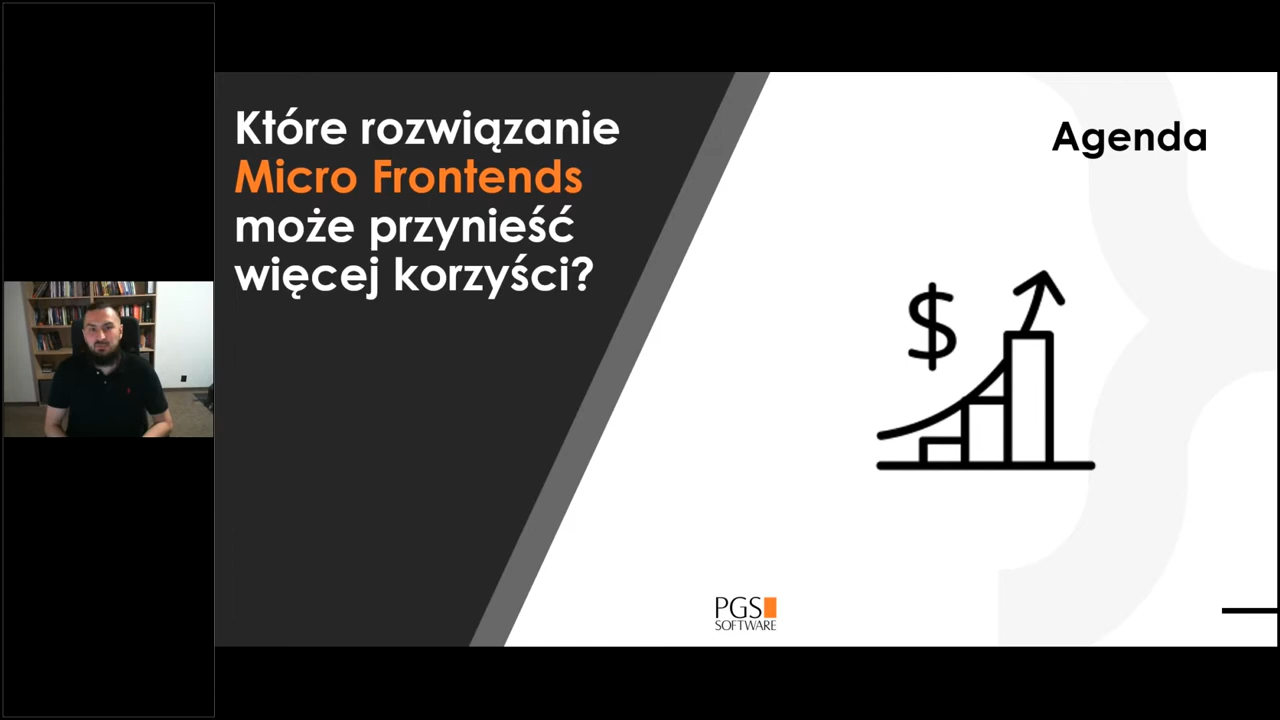 Które rozwiązanie
Micro Frontends
może przynieść
więcej korzyści?
Agenda
$
PGS
SOFTWARE